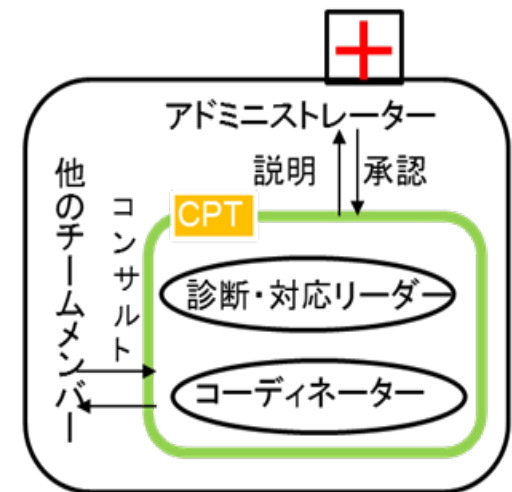 アドミニストレーター
説明
承認
他のチームメンバー
コンサルト
CPT
診断・対応リーダー
コーディネーター